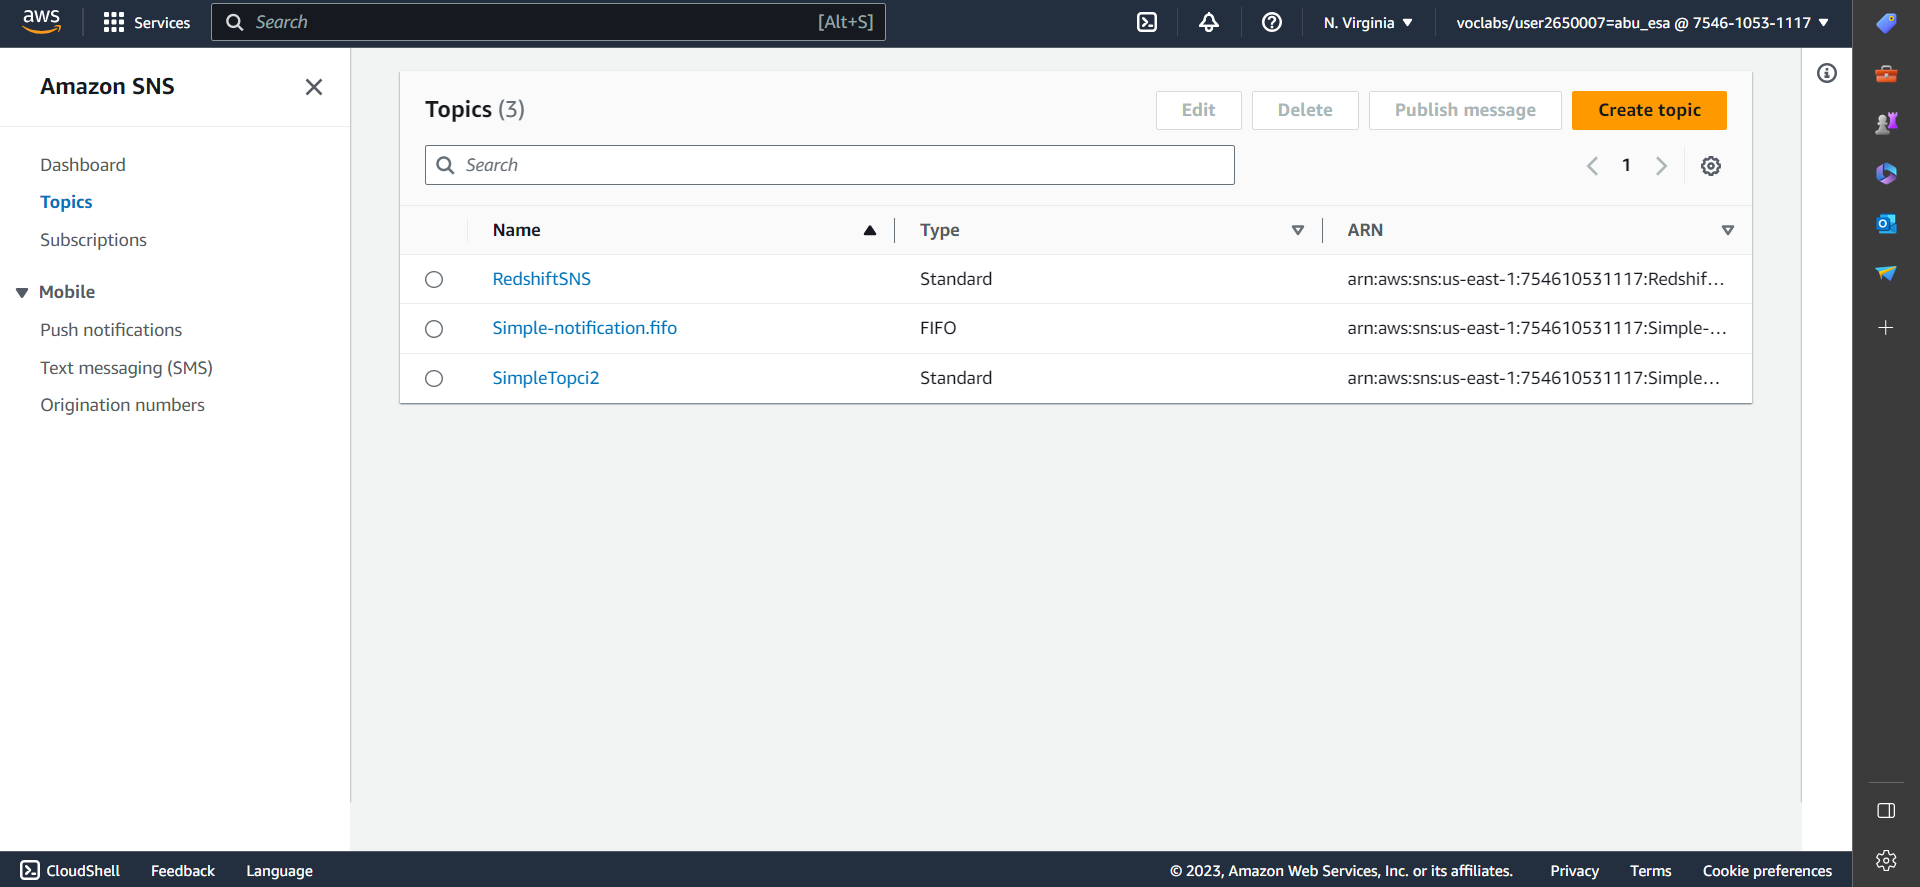 aws Services Search [Alt+S] N. Virginia voclabs/user2650007=abu_esa @ 7546-1053-1117
Amazon SNS
Dashboard
Topics
Subscriptions
Mobile
Push notifications
Text messaging (SMS)
Origination numbers
Topics (3)
Edit Delete Publish message Create topic
Search
1
Name Type ARN
RedshiftSNS Standard arn:aws:sns:us-east-1:754610531117:Redshif...
Simple-notification.fifo FIFO arn:aws:sns:us-east-1:754610531117:Simple-...
SimpleTopci2 Standard arn:aws:sns:us-east-1:754610531117:Simple...
CloudShell Feedback Language © 2023, Amazon Web Services, Inc. or its affiliates. Privacy Terms Cookie preferences